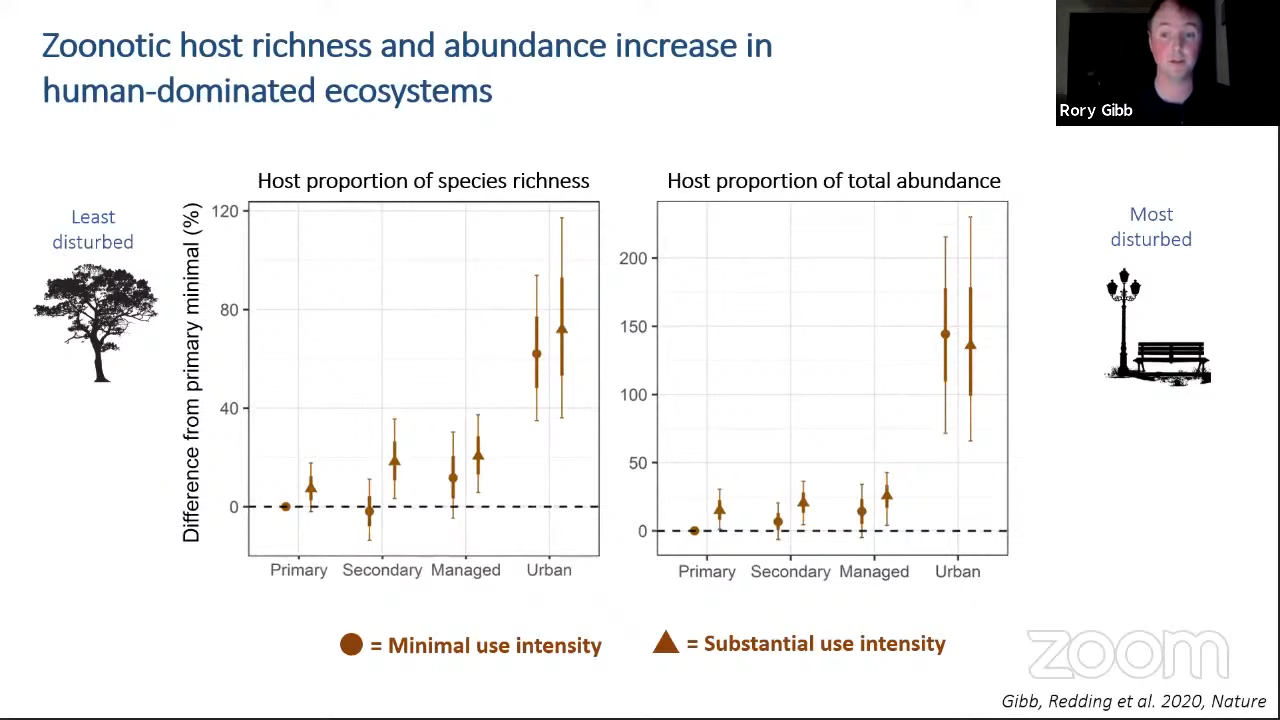 Zoonotic host richness and abundance increase in
human-dominated ecosystems
Rory Gibb
Least
disturbed
Host proportion of species richness
Difference from primary minimal (%)
120
80
40
0
Primary Secondary Managed Urban
Host proportion of total abundance
200
150
100
50
0
Primary Secondary Managed Urban
Most
disturbed
= Minimal use intensity
= Substantial use intensity
zoom
Gibb, Redding et al. 2020, Nature